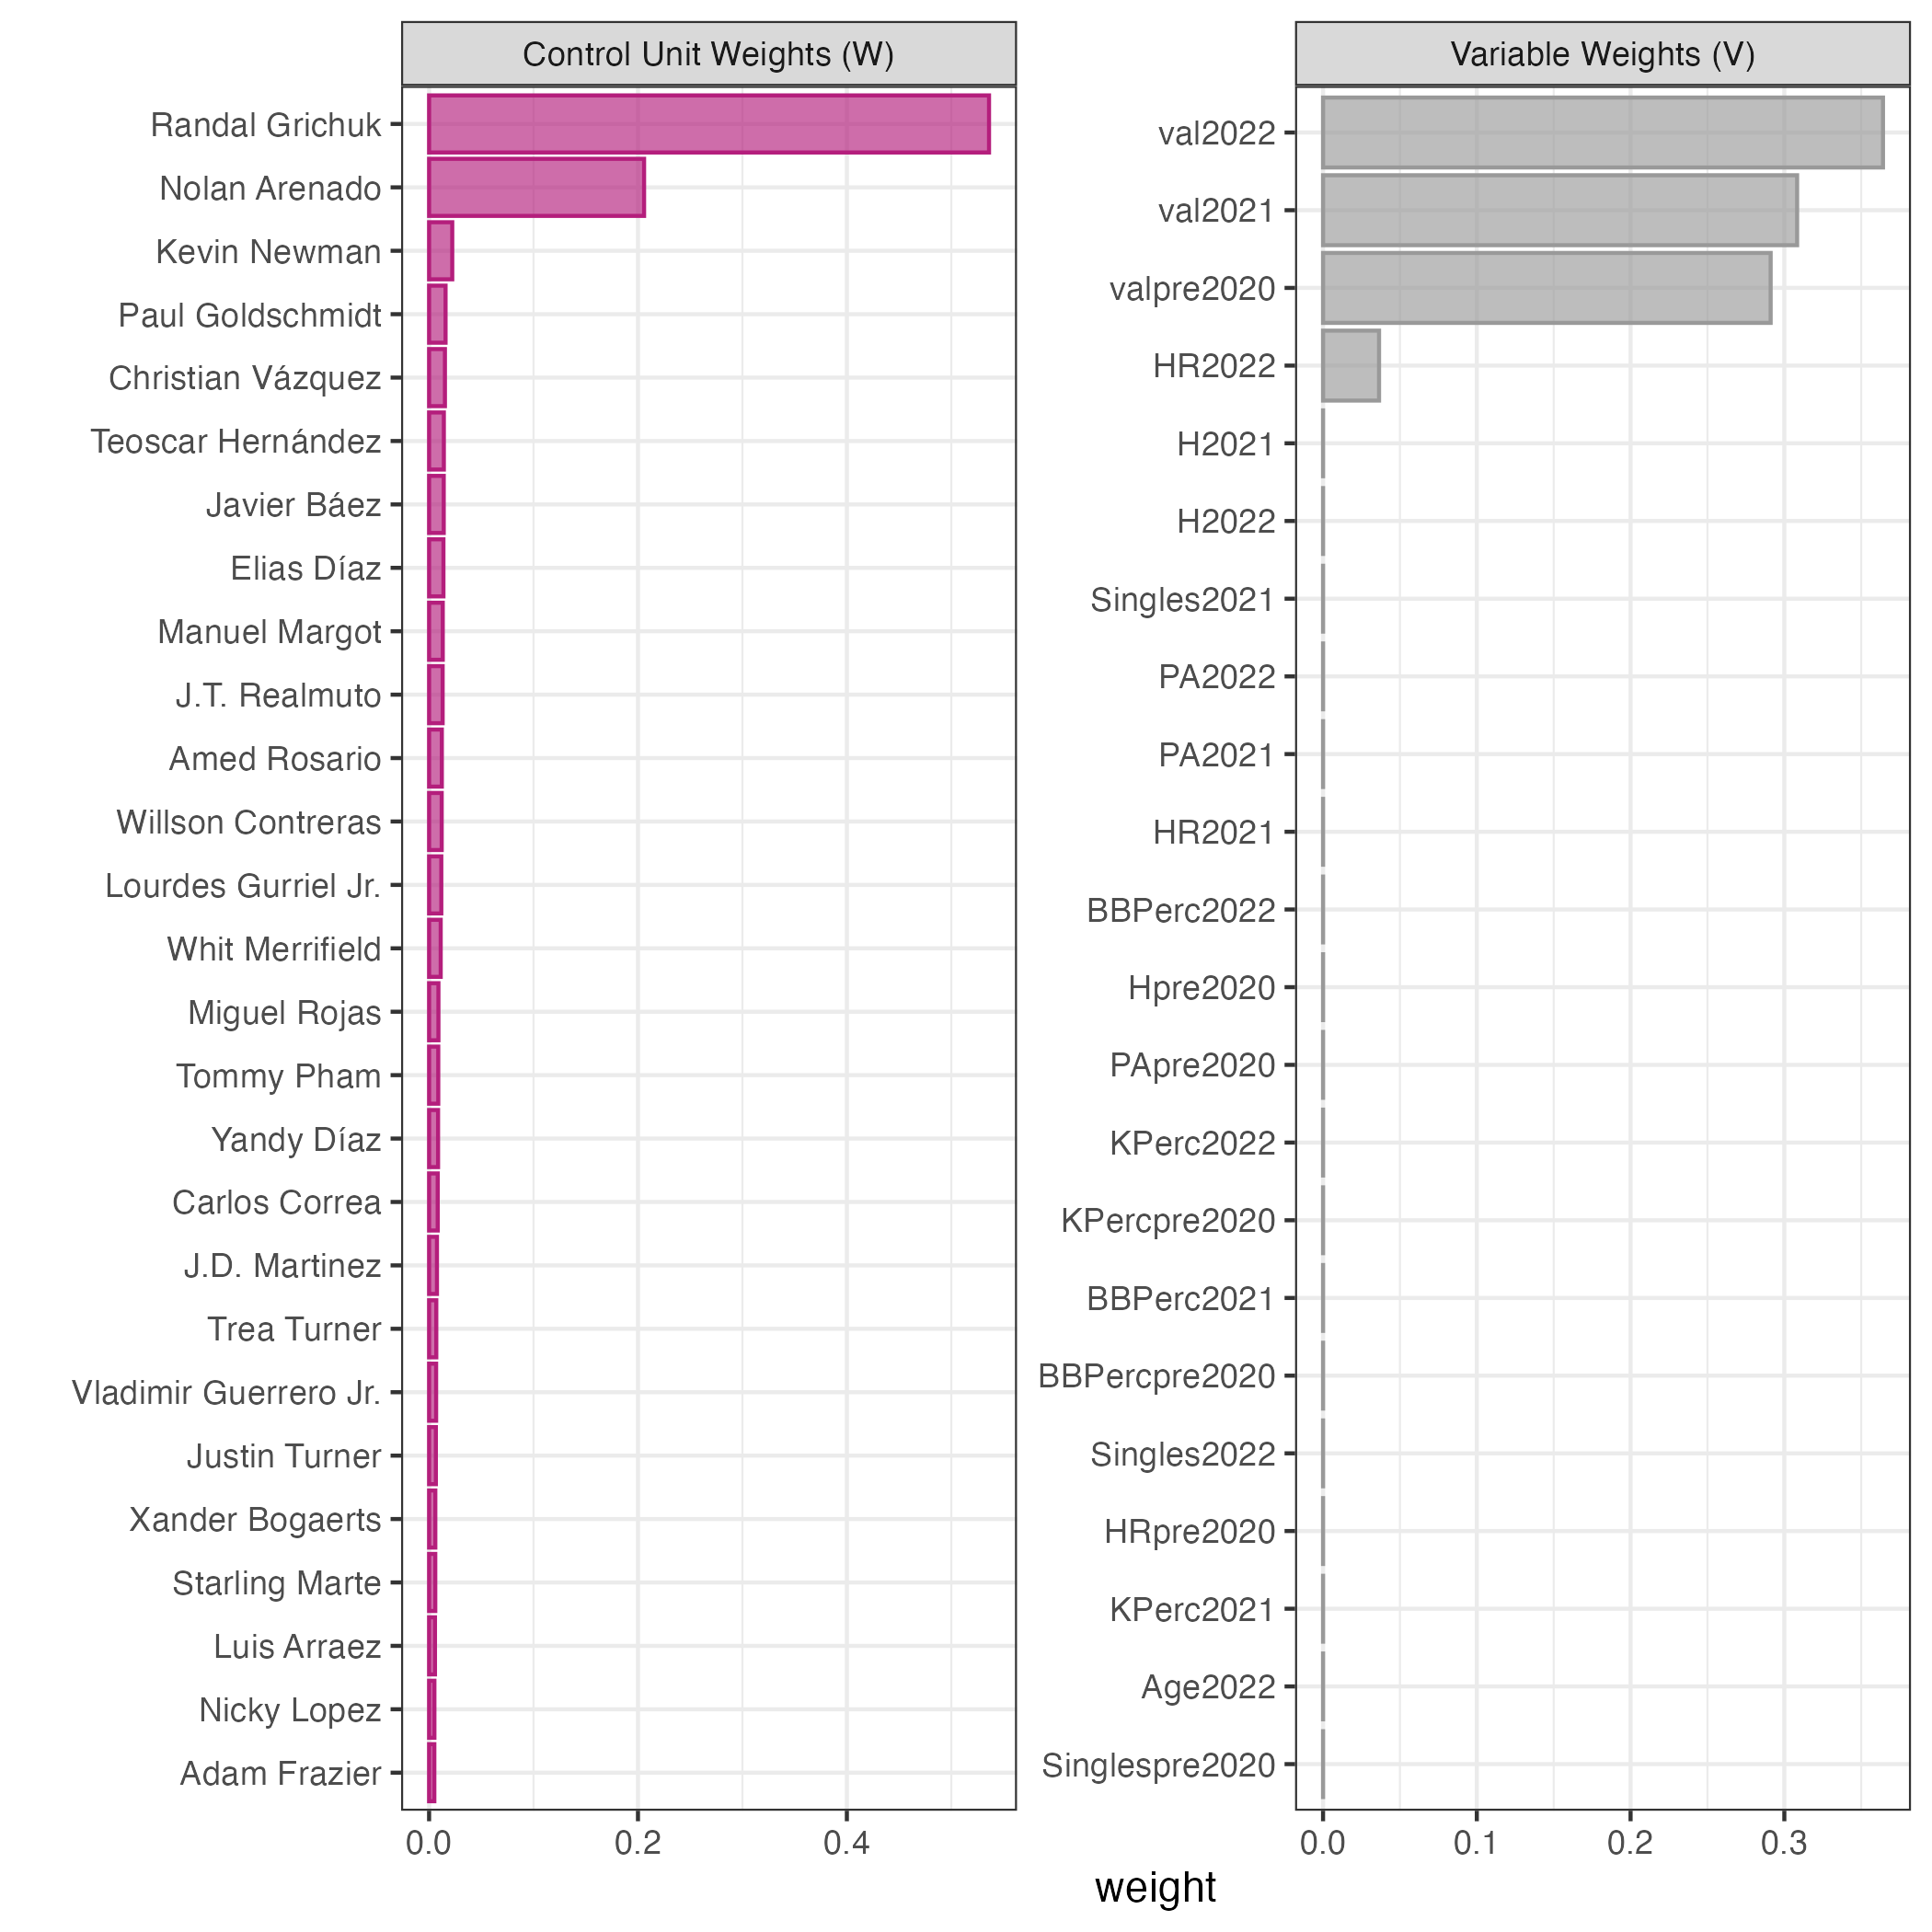 Control Unit Weights (W)
Randal Grichuk
Nolan Arenado
Kevin Newman
Paul Goldschmidt
Christian Vázquez
Teoscar Hernández
Javier Báez
Elias Díaz
Manuel Margot
J.T. Realmuto
Amed Rosario
Willson Contreras
Lourdes Gurriel Jr.
Whit Merrifield
Miguel Rojas
Tommy Pham
Yandy Díaz
Carlos Correa
J.D. Martinez
Trea Turner
Vladimir Guerrero Jr.
Justin Turner
Xander Bogaerts
Starling Marte
Luis Arraez
Nicky Lopez
Adam Frazier
0.0 0.2 0.4
Variable Weights (V)
val2022
val2021
valpre2020
HR2022
H2021
H2022
Singles2021
PA2022
PA2021
HR2021
BBPerc2022
Hpre2020
PApre2020
KPerc2022
KPercpre2020
BBPerc2021
BBPercpre2020
Singles2022
HRpre2020
KPerc2021
Age2022
Singlespre2020
0.0 0.1 0.2 0.3
weight